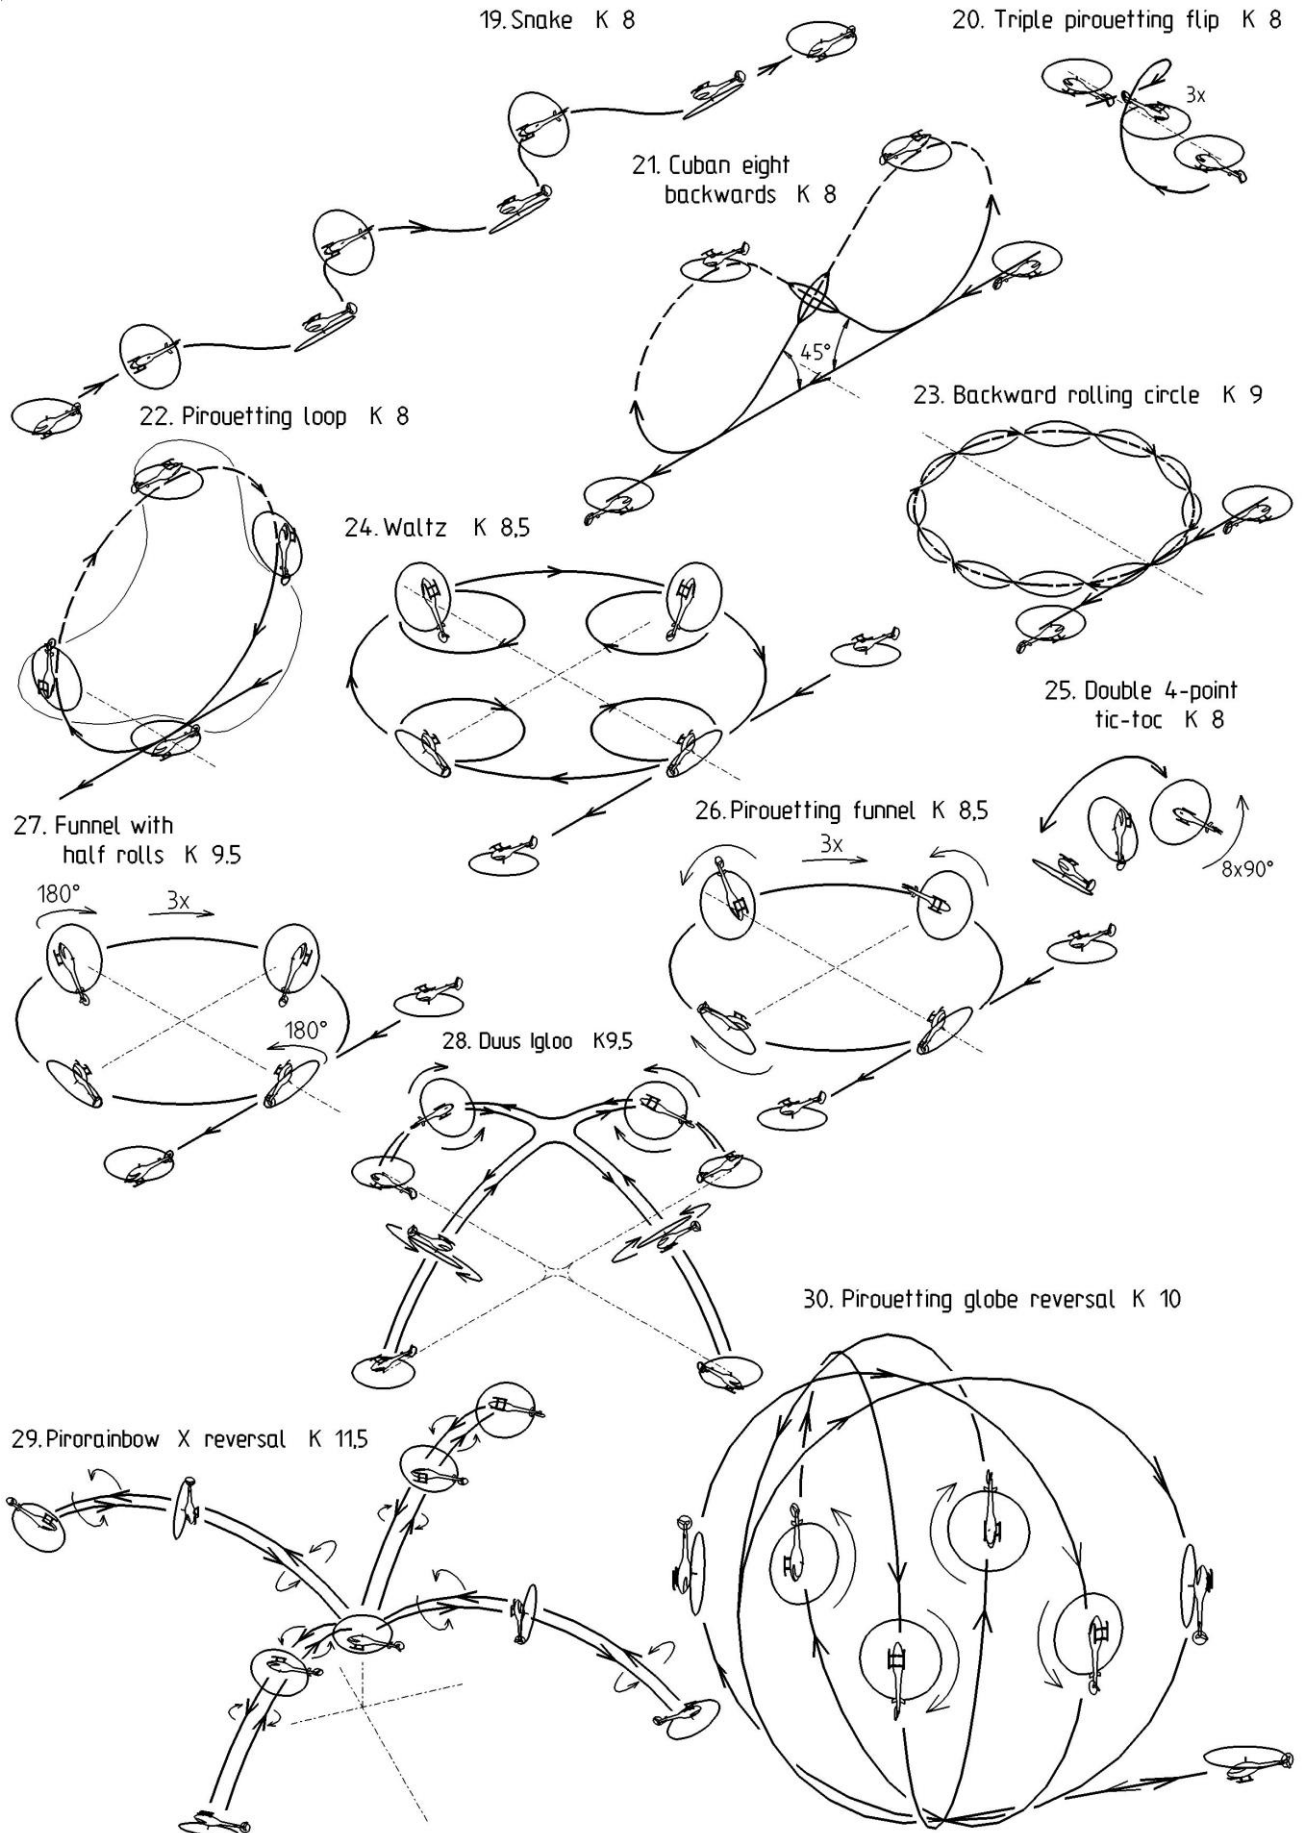 19. Snake K 8
20. Triple pirouetting flip K 8
3x
21. Cuban eight
backwards K 8
45°
22. Pirouetting loop K 8
23. Backward rolling circle K 9
24. Waltz K 8,5
25. Double 4-point
tic-toc K 8
8x90°
26. Pirouetting funnel K 8,5
3x
27. Funnel with
half rolls K 9.5
180°
3x
180°
28. Duus Igloo K9,5
29. Pirorainbow X reversal K 11,5
30. Pirouetting globe reversal K 10